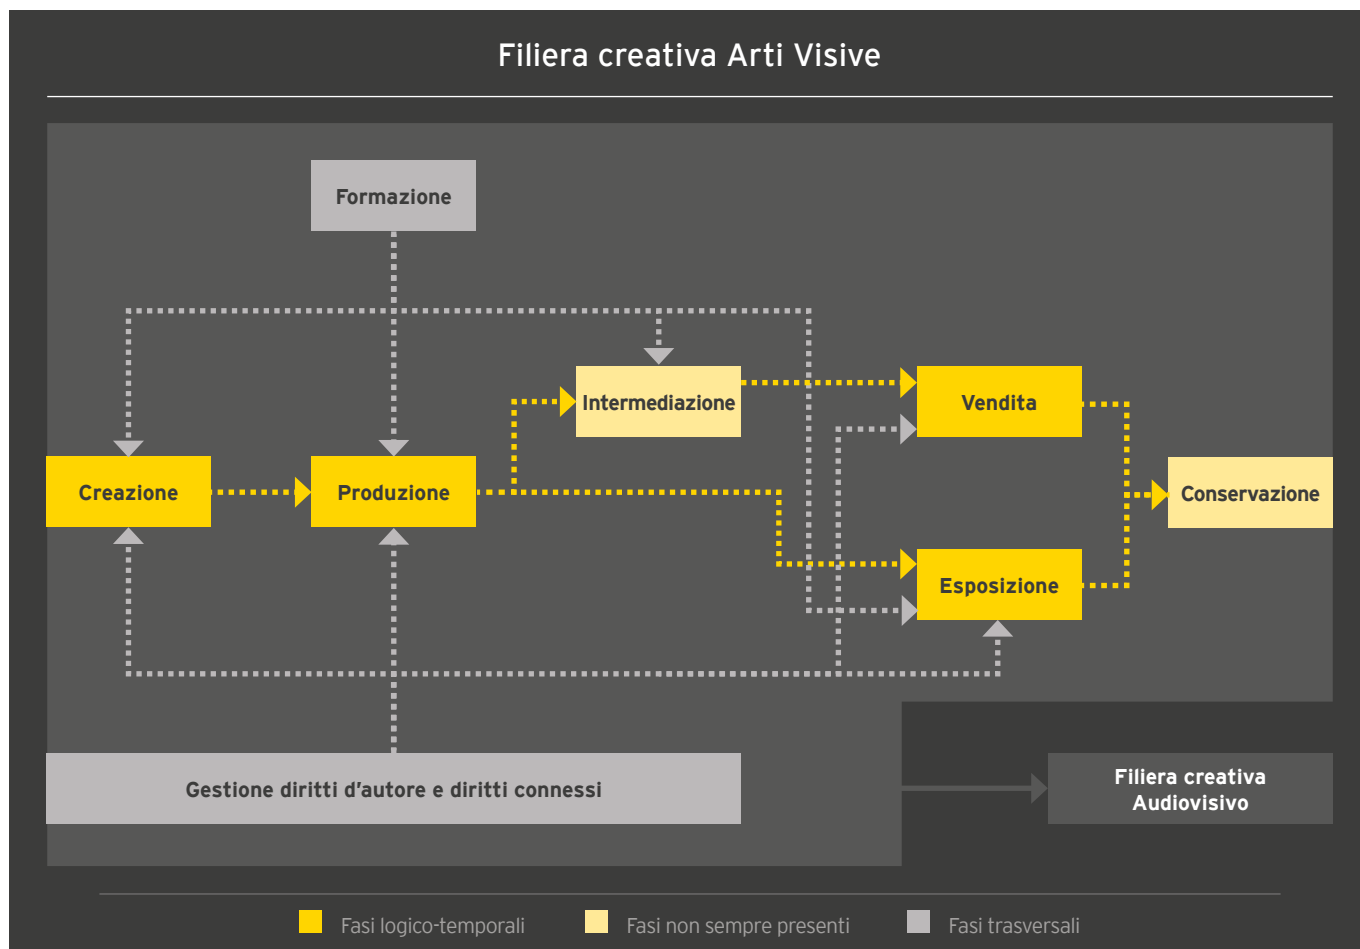 Filiera creativa Arti Visive
Formazione
Intermediazione
Vendita
Creazione
Produzione
Conservazione
Esposizione
Gestione diritti d'autore e diritti connessi
Filiera creativa
Audiovisivo
Fasi logico-temporali
Fasi non sempre presenti
Fasi trasversali